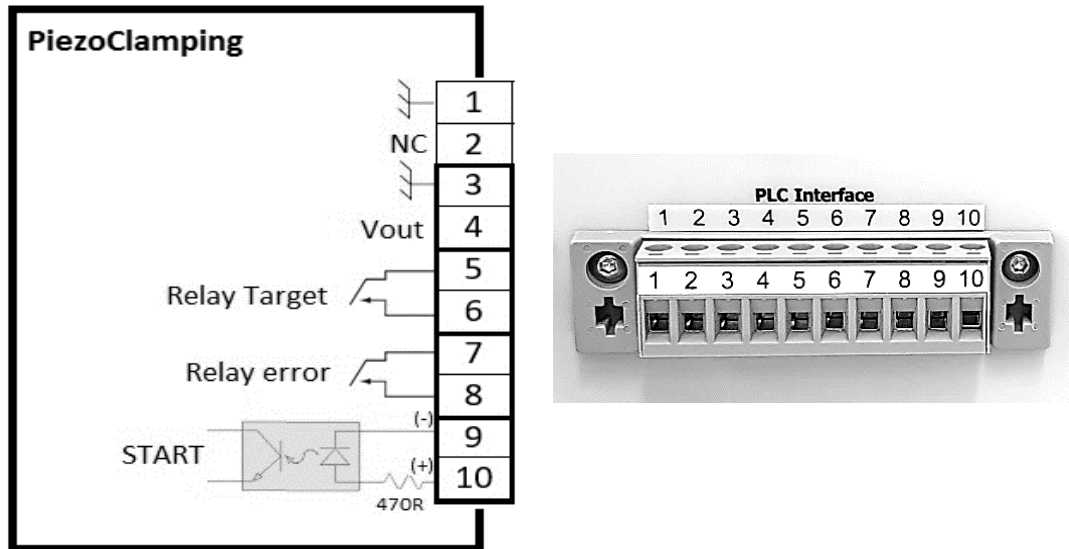 PiezoClamping
1
NC 2
3
Vout 4
5
Relay Target
6
7
Relay error
8
(-)
9
START
(+)
10
470R
PLC Interface
1 2 3 4 5 6 7 8 9 10
1 2 3 4 5 6 7 8 9 10